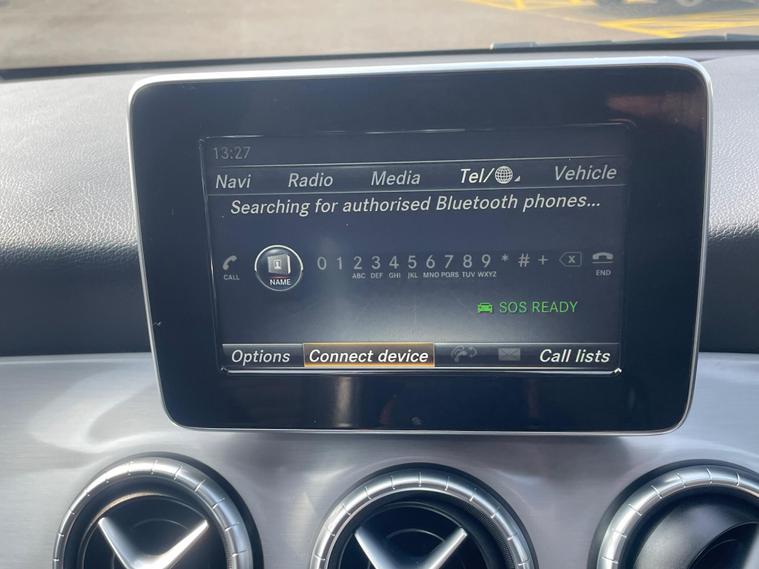 13:27
Navi Radio Media Tel/ Vehicle
Searching for authorised Bluetooth phones...
0 1 2 3 4 5 6 7 8 9 * # +
CALL NAME ABC DEF GHI JKL MNO PQRS TUV WXYZ END
SOS READY
Options Connect device Call lists